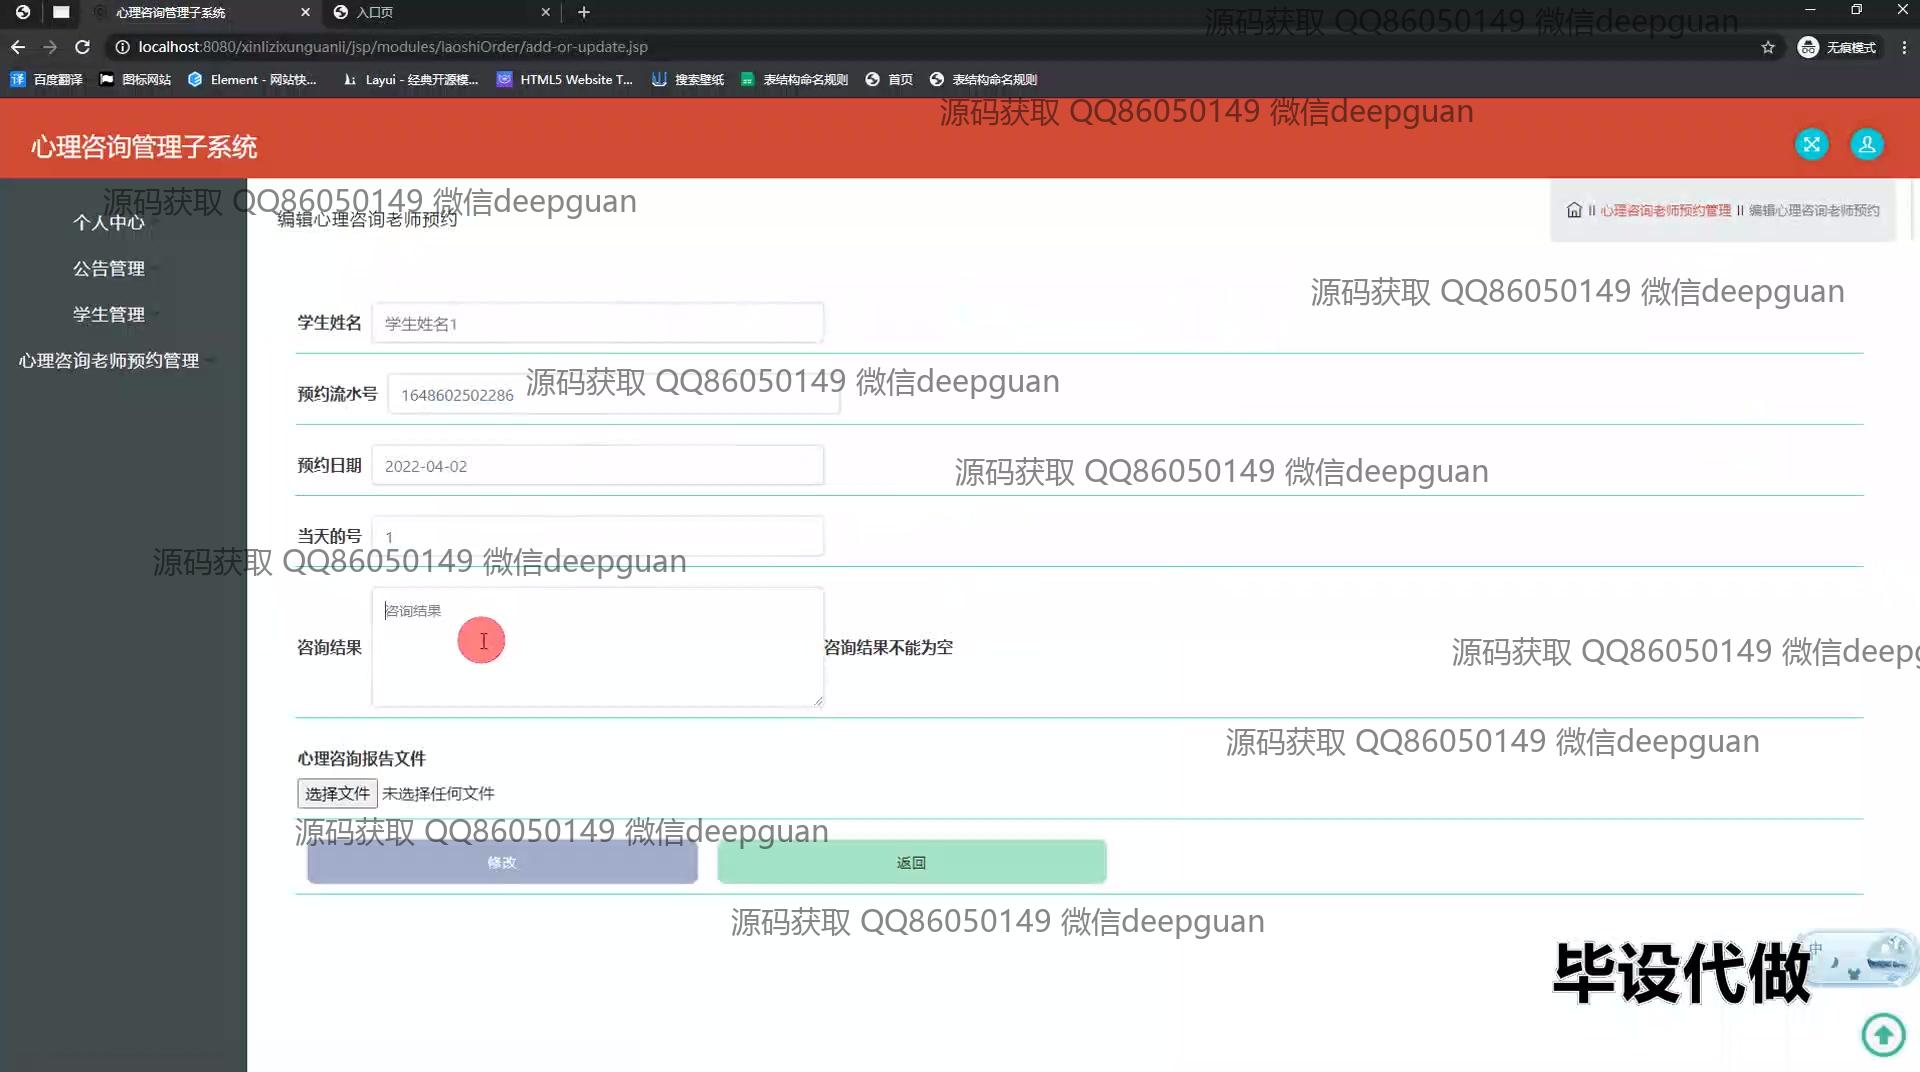 心理咨询管理子系统
入口页
源码获取 QQ86050149 微信deepguan
localhost:8080/xinlizixunguanli/jsp/modules/laoshiOrder/add-or-update.jsp
无痕模式
百度翻译
图标网站
Element - 网站快...
Layui - 经典开源模...
HTML5 Website T...
搜索壁纸
表结构命名规则
首页
表结构命名规则
源码获取 QQ86050149 微信deepguan
心理咨询管理子系统
源码获取 QQ86050149 微信deepguan
个人中心
编辑心理咨询老师预约
心理咨询老师预约管理
编辑心理咨询老师预约
公告管理
学生管理
心理咨询老师预约管理
源码获取 QQ86050149 微信deepguan
学生姓名
学生姓名1
源码获取 QQ86050149 微信deepguan
预约流水号
1648602502286
预约日期
2022-04-02
源码获取 QQ86050149 微信deepguan
当天的号
1
源码获取 QQ86050149 微信deepguan
咨询结果
咨询结果
咨询结果不能为空
源码获取 QQ86050149 微信deep
源码获取 QQ86050149 微信deepguan
心理咨询报告文件
选择文件 未选择任何文件
源码获取 QQ86050149 微信deepguan
修改
返回
源码获取 QQ86050149 微信deepguan
毕设代做
中